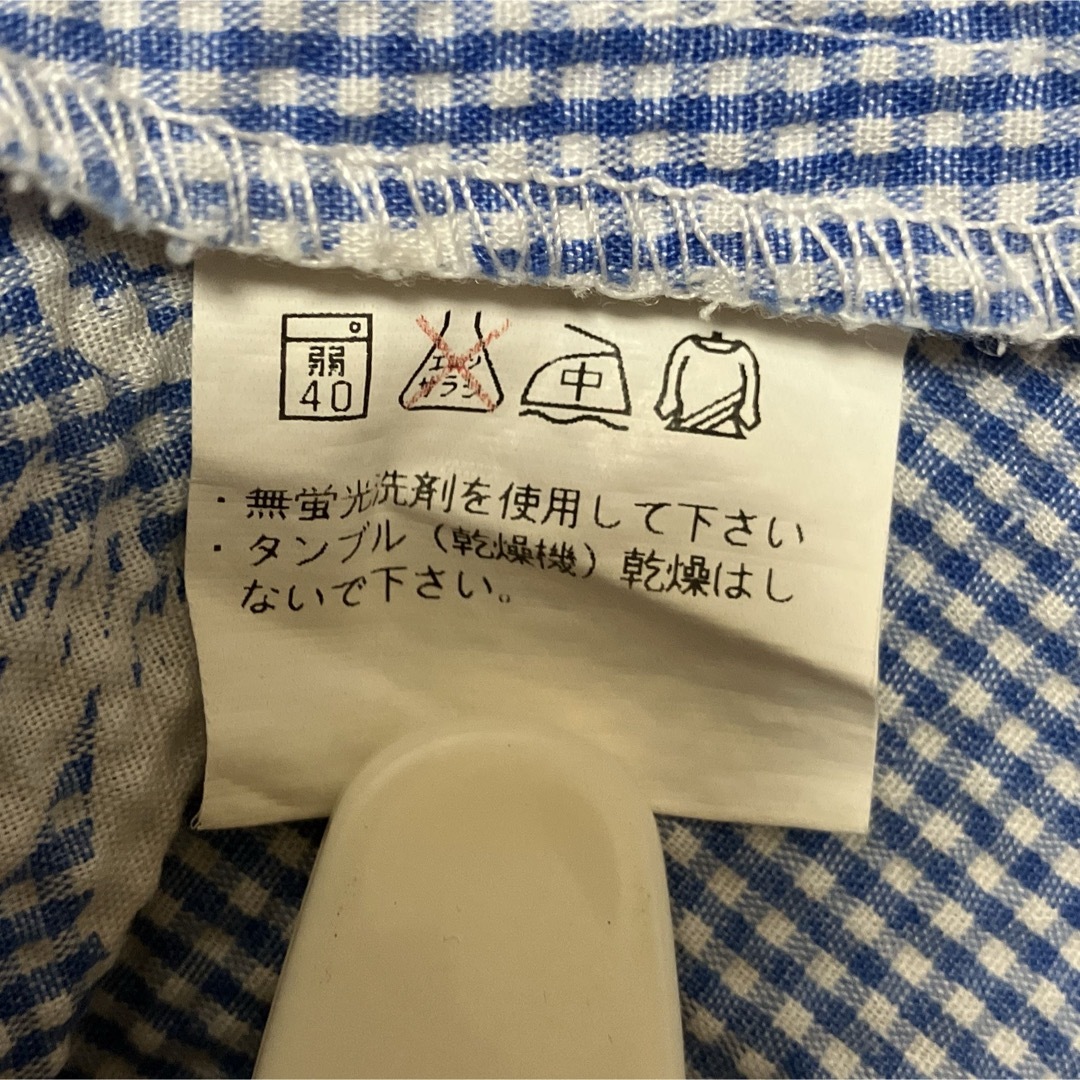 弱 エンソ 中
40 サラシ
・無蛍光洗剤を使用して下さい
・タンブル（乾燥機）乾燥はし
ないで下さい。